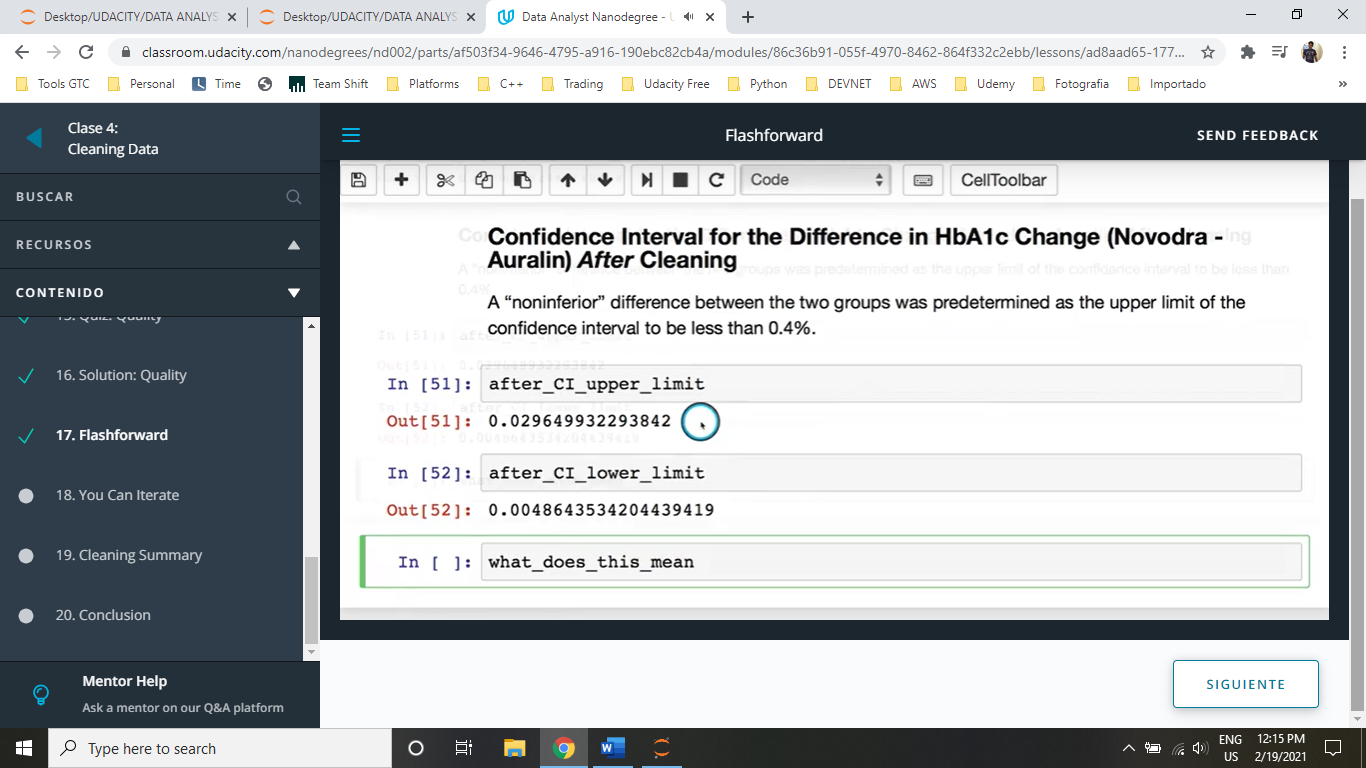 Desktop/UDACITY/DATA ANALYS
Desktop/UDACITY/DATA ANALYS
Data Analyst Nanodegree -
classroom.udacity.com/nanodegrees/nd002/parts/af503f34-9646-4795-a916-190ebc82cb4a/modules/86c36b91-055f-4970-8462-864f332c2ebb/lessons/ad8aad65-177...
Tools GTC Personal Time Team Shift Platforms C++ Trading Udacity Free Python DEVNET AWS Udemy Fotografia Importado »
Clase 4:
Cleaning Data
Flashforward
SEND FEEDBACK
BUSCAR
RECURSOS
CONTENIDO
15. Quiz: Quality
16. Solution: Quality
17. Flashforward
18. You Can Iterate
19. Cleaning Summary
20. Conclusion
Mentor Help
Ask a mentor on our Q&A platform
Code
CellToolbar
Confidence Interval for the Difference in HbA1c Change (Novodra -
Auralin) After Cleaning
A “noninferior” difference between the two groups was predetermined as the upper limit of the
confidence interval to be less than 0.4%.
In [51]: after_CI_upper_limit
Out[51]: 0.029649932293842
In [52]: after_CI_lower_limit
Out[52]: 0.0048643534204439419
In [ ]: what_does_this_mean
SIGUIENTE
Type here to search
ENG
US
12:15 PM
2/19/2021